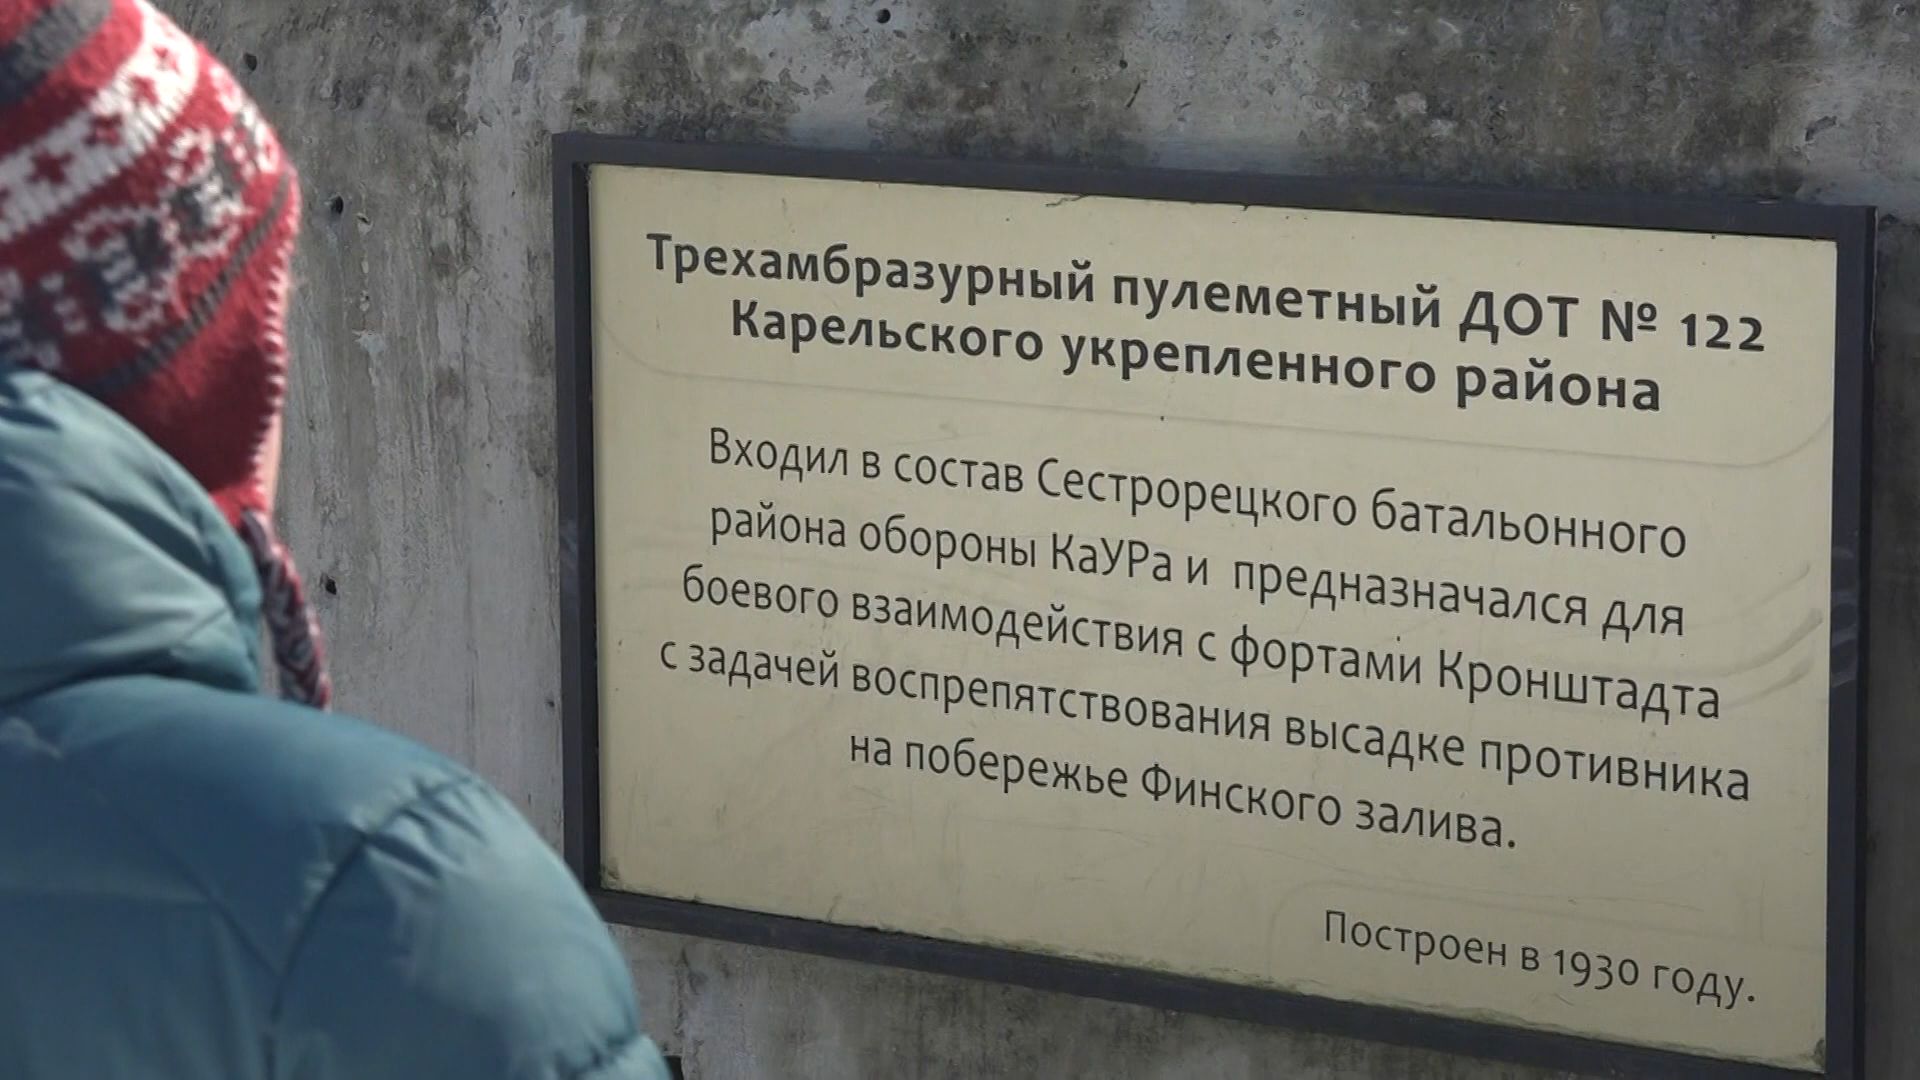 Трехамбразурный пулеметный ДОТ № 122
Карельского укрепленного района
Входил в состав Сестрорецкого батальонного
района обороны КаУРа и предназначался для
боевого взаимодействия с фортами Кронштадта
с задачей воспрепятствования высадке противника
на побережье Финского залива.
Построен в 1930 году.